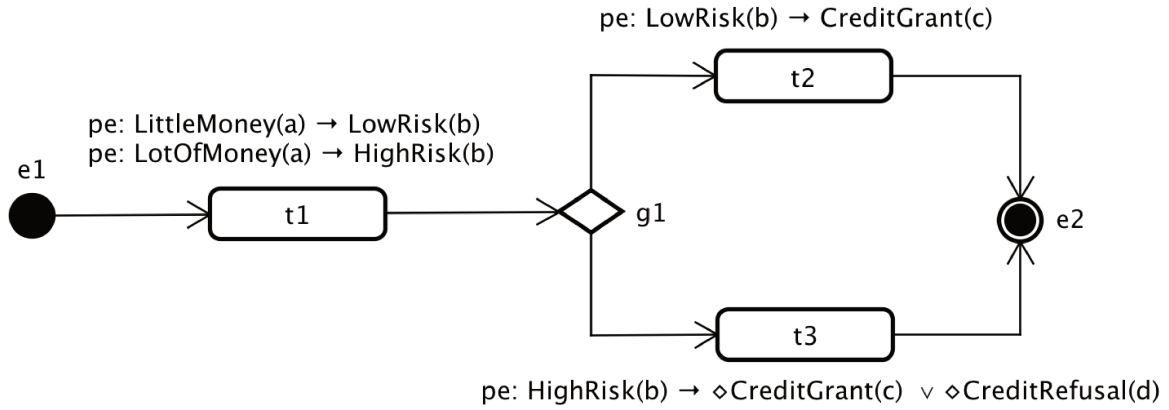 pe: LowRisk(b) → CreditGrant(c)
t2
pe: LittleMoney(a) → LowRisk(b)
pe: LotOfMoney(a) → HighRisk(b)
e1
t1
g1
e2
t3
pe: HighRisk(b) → ⋄CreditGrant(c) ∨ ⋄CreditRefusal(d)